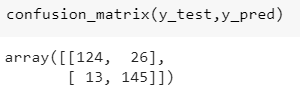 confusion_matrix(y_test,y_pred)
array([[124,  26],
       [ 13, 145]])